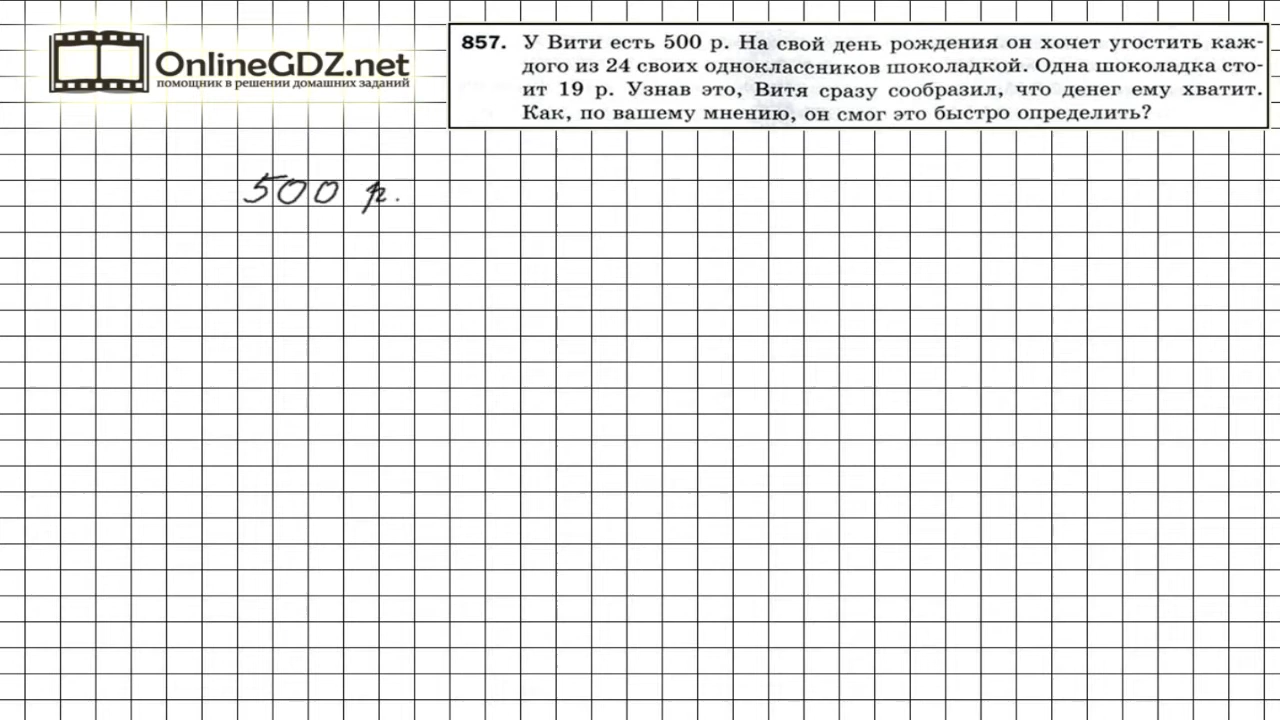 OnlineGDZ.net
помощник в решении домашних заданий
857. У Вити есть 500 р. На свой день рождения он хочет угостить каж-
дого из 24 своих одноклассников шоколадкой. Одна шоколадка сто-
ит 19 р. Узнав это, Витя сразу сообразил, что денег ему хватит.
Как, по вашему мнению, он смог это быстро определить?
500 р.